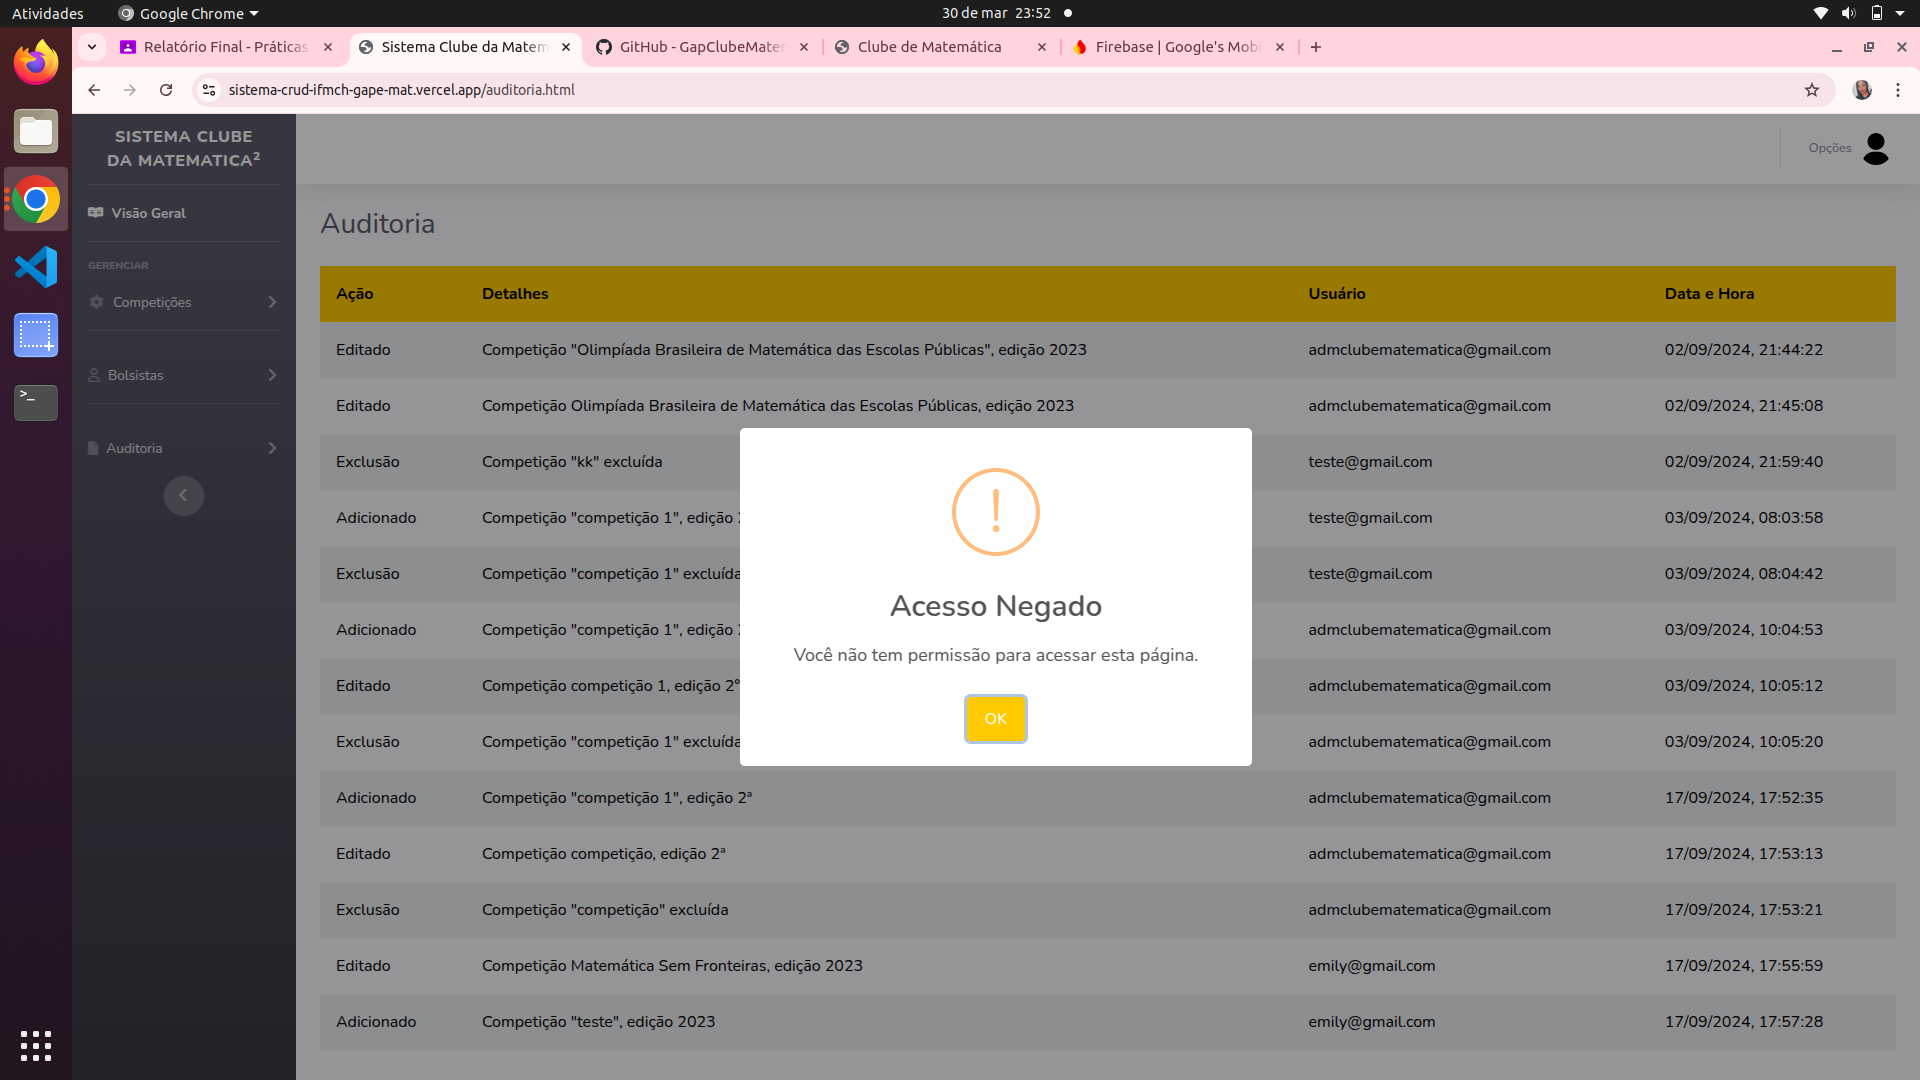 Atividades
Google Chrome
30 de mar 23:52
Relatório Final - Práticas
Sistema Clube da Matem
GitHub - GapClubeMatem
Clube de Matemática
Firebase | Google's Mobi
sistema-crud-ifmch-gape-mat.vercel.app/auditoria.html
SISTEMA CLUBE
DA MATEMATICA²
Visão Geral
GERENCIAR
Competições
Bolsistas
Auditoria
Opções
Auditoria
Ação Detalhes Usuário Data e Hora
Editado Competição "Olimpíada Brasileira de Matemática das Escolas Públicas", edição 2023 admclubematematica@gmail.com 02/09/2024, 21:44:22
Editado Competição Olimpíada Brasileira de Matemática das Escolas Públicas, edição 2023 admclubematematica@gmail.com 02/09/2024, 21:45:08
Exclusão Competição "kk" excluída teste@gmail.com 02/09/2024, 21:59:40
Adicionado Competição "competição 1", edição teste@gmail.com 03/09/2024, 08:03:58
Exclusão Competição "competição 1" excluída teste@gmail.com 03/09/2024, 08:04:42
Adicionado Competição "competição 1", edição admclubematematica@gmail.com 03/09/2024, 10:04:53
Editado Competição competição 1, edição 2ª admclubematematica@gmail.com 03/09/2024, 10:05:12
Exclusão Competição "competição 1" excluída admclubematematica@gmail.com 03/09/2024, 10:05:20
Adicionado Competição "competição 1", edição 2ª admclubematematica@gmail.com 17/09/2024, 17:52:35
Editado Competição competição, edição 2ª admclubematematica@gmail.com 17/09/2024, 17:53:13
Exclusão Competição "competição" excluída admclubematematica@gmail.com 17/09/2024, 17:53:21
Editado Competição Matemática Sem Fronteiras, edição 2023 emily@gmail.com 17/09/2024, 17:55:59
Adicionado Competição "teste", edição 2023 emily@gmail.com 17/09/2024, 17:57:28
!
Acesso Negado
Você não tem permissão para acessar esta página.
OK